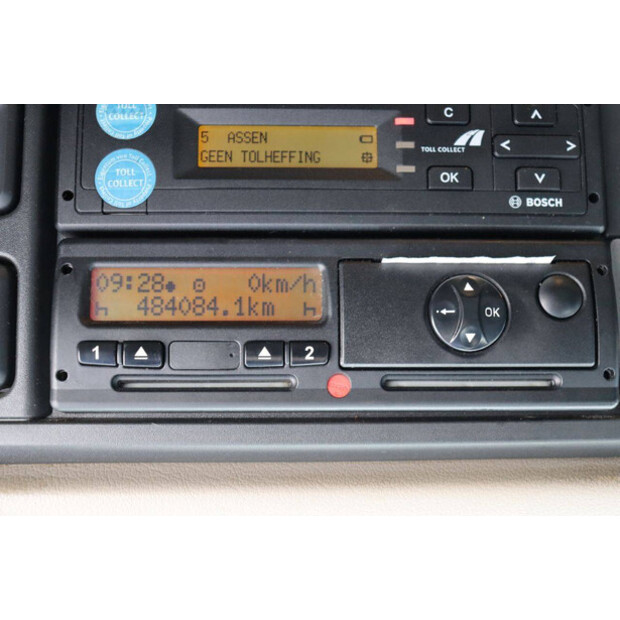 TOLL
COLLECT
TOLL
COLLECT
5 ASSEN
GEEN TOLHEFFING
C
TOLL COLLECT
OK
BOSCH
09:28 0km/h
484084.1km
1
2
OK